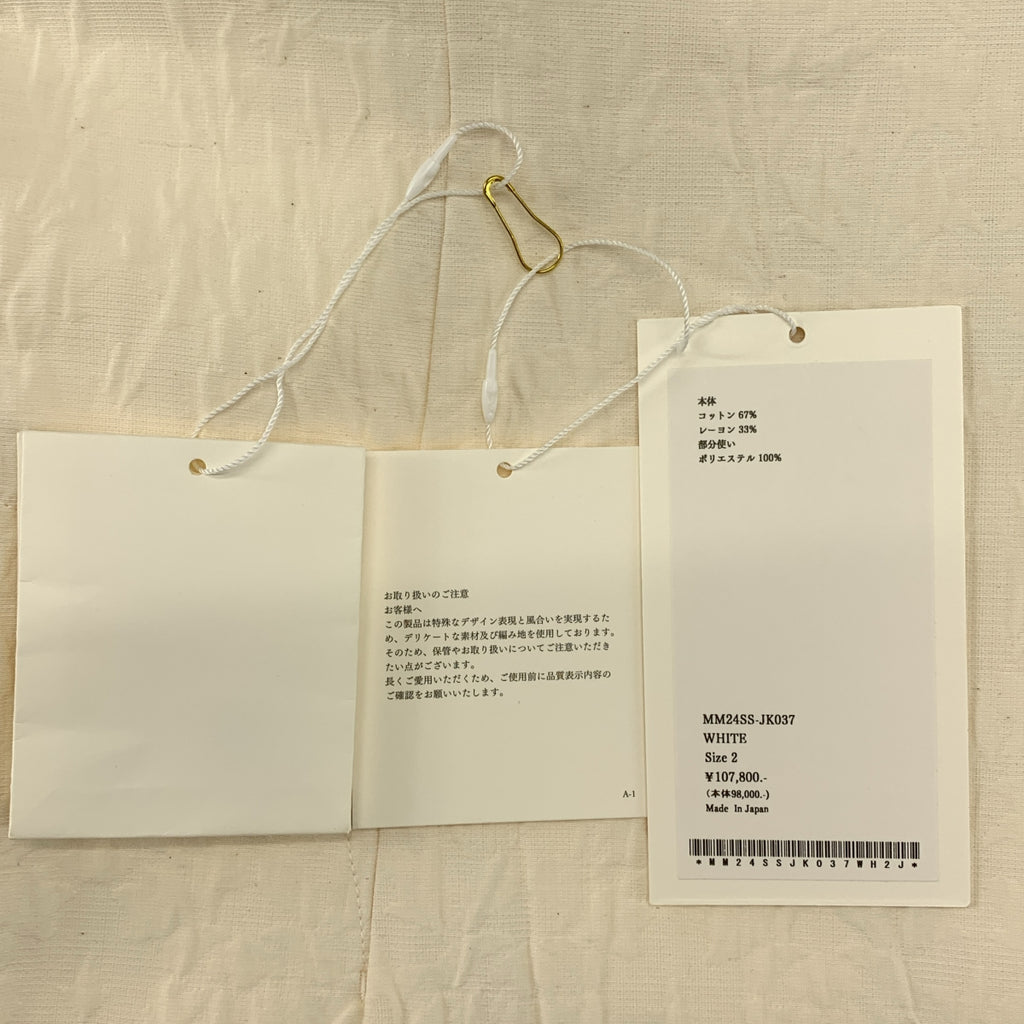 お取り扱いのご注意
お客様へ
この製品は特殊なデザイン表現と風合いを実現するた
め、デリケートな素材及び編み地を使用しております。
そのため、保管やお取り扱いについてご注意いただき
たい点がございます。
長くご愛用いただくため、ご使用前に品質表示内容の
ご確認をお願いいたします。
A-1
本体
コットン 67%
レーヨン 33%
部分使い
ポリエステル 100%
MM24SS-JK037
WHITE
Size 2
¥107,800.-
(本体98,000.-)
Made In Japan
*MM24SSJK037WH2J*